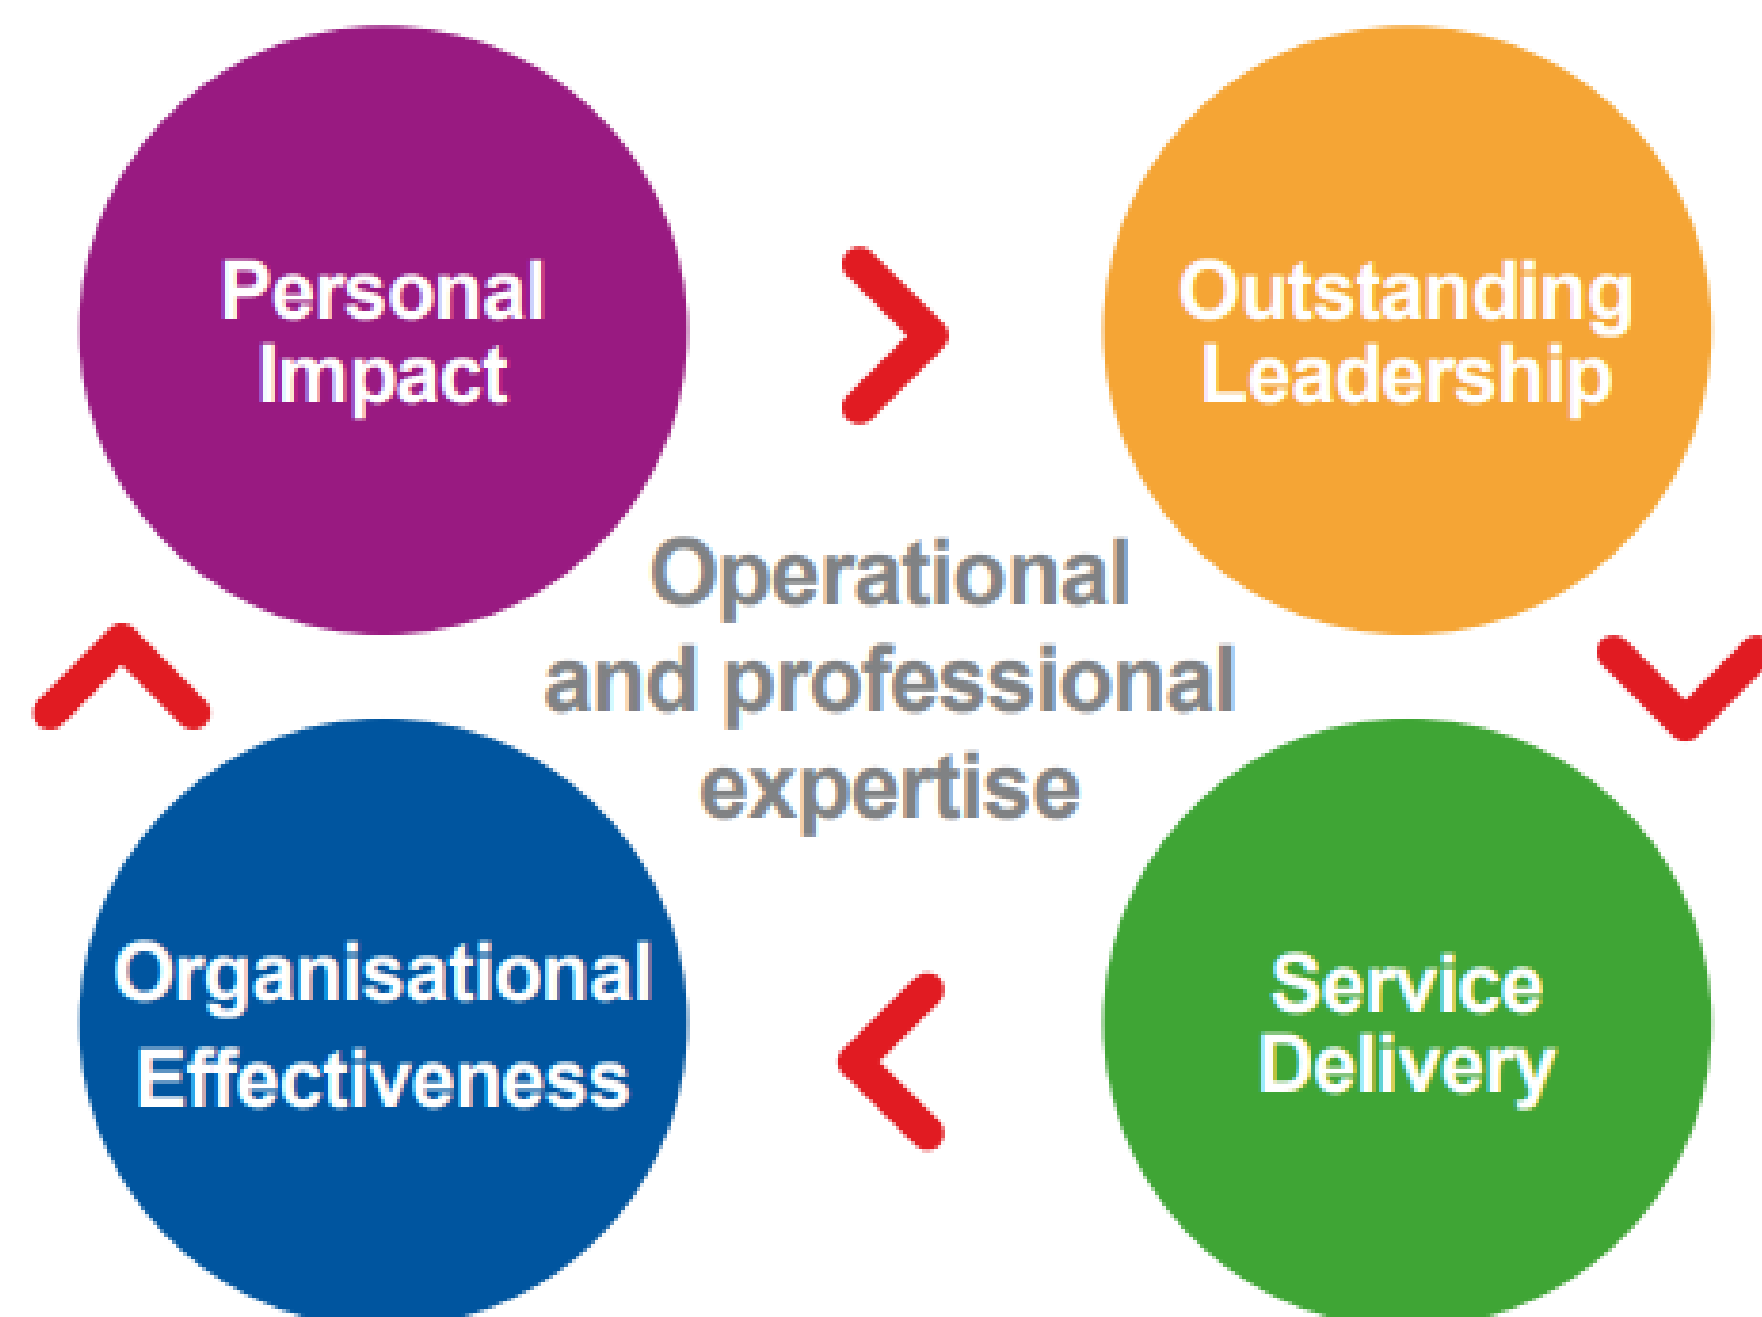 Personal
Impact
Outstanding
Leadership
Operational
and professional
expertise
Organisational
Effectiveness
Service
Delivery